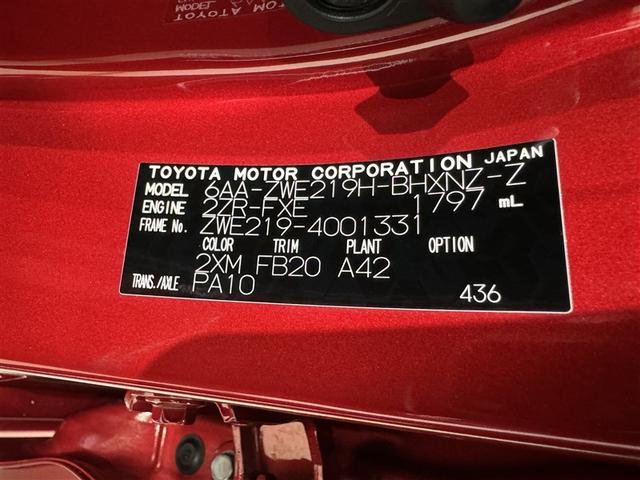 TOYOTA MOTOR CORPORATION JAPAN
MODEL 6AA-ZWE219H-BHXNZ-Z
ENGINE 2ZR-FXE 1797 mL
FRAME No. ZWE219-4001331
COLOR TRIM PLANT OPTION
2XM FB20 A42
TRANS./AXLE PA10
436